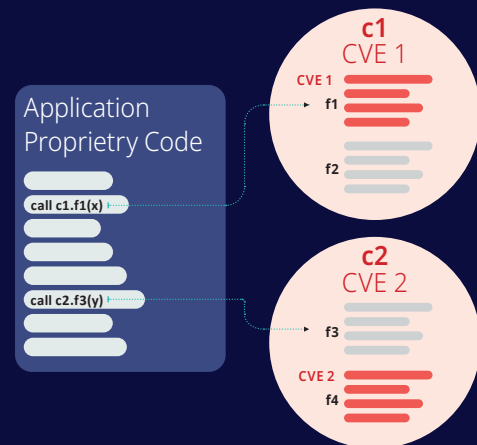 Application
Proprietry Code
call c1.f1(x)
call c2.f3(y)
c1
CVE 1
CVE 1
f1
f2
c2
CVE 2
f3
CVE 2
f4